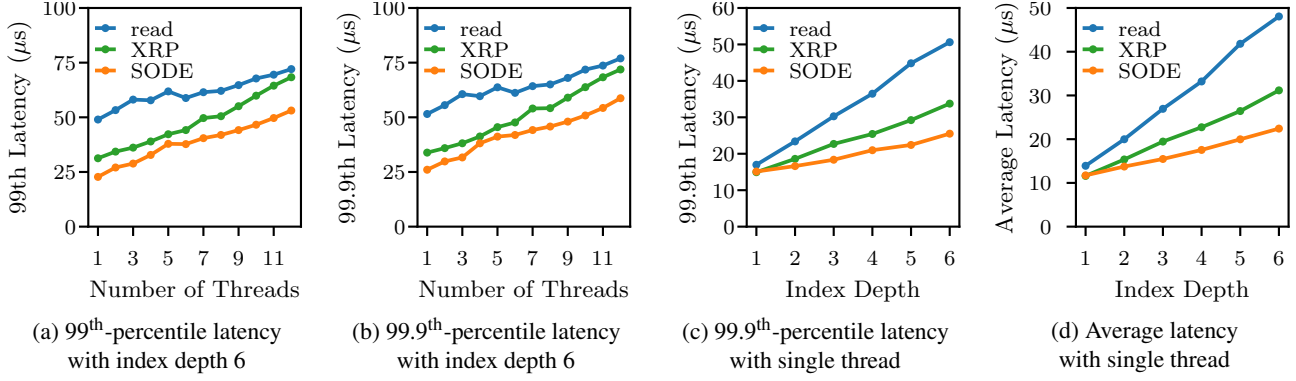 99th Latency (μs)
100
75
50
25
0
read
XRP
SODE
1 3 5 7 9 11
Number of Threads
(a) 99th-percentile latency
with index depth 6
99.9th Latency (μs)
100
75
50
25
0
read
XRP
SODE
1 3 5 7 9 11
Number of Threads
(b) 99.9th-percentile latency
with index depth 6
99.9th Latency (μs)
60
50
40
30
20
10
0
read
XRP
SODE
1 2 3 4 5 6
Index Depth
(c) 99.9th-percentile latency
with single thread
Average Latency (μs)
50
40
30
20
10
0
read
XRP
SODE
1 2 3 4 5 6
Index Depth
(d) Average latency
with single thread